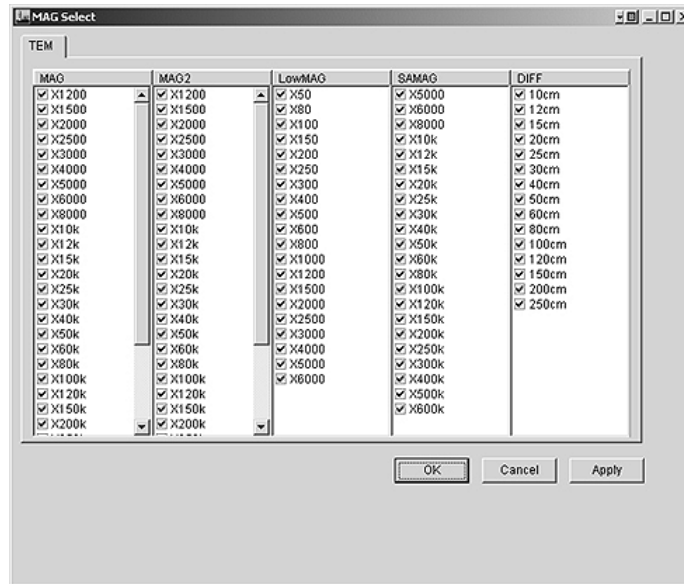 MAG Select
TEM
MAG MAG2 LowMAG SAMAG DIFF
X1200 X1200 X50 X5000 10cm
X1500 X1500 X80 X6000 12cm
X2000 X2000 X100 X8000 15cm
X2500 X2500 X150 X10k 20cm
X3000 X3000 X200 X12k 25cm
X4000 X4000 X250 X15k 30cm
X5000 X5000 X300 X20k 40cm
X6000 X6000 X400 X25k 50cm
X8000 X8000 X500 X30k 60cm
X10k X10k X600 X40k 80cm
X12k X12k X800 X50k 100cm
X15k X15k X1000 X60k 120cm
X20k X20k X1200 X80k 150cm
X25k X25k X1500 X100k 200cm
X30k X30k X2000 X120k 250cm
X40k X40k X2500 X150k
X50k X50k X3000 X200k
X60k X60k X4000 X250k
X80k X80k X5000 X300k
X100k X100k X6000 X400k
X120k X120k X500k
X150k X150k X600k
X200k X200k
OK Cancel Apply